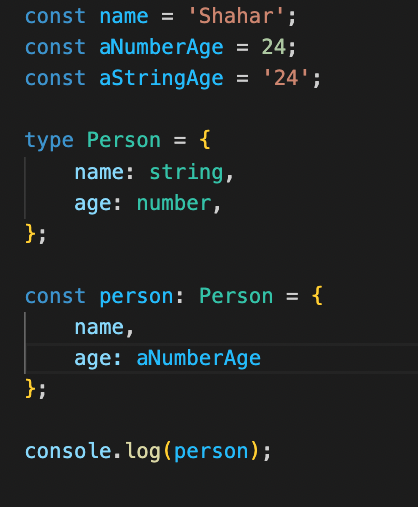 const name = 'Shahar';
const aNumberAge = 24;
const aStringAge = '24';
type Person = {
name: string,
age: number,
};
const person: Person = {
name,
age: aNumberAge
};
console.log(person);